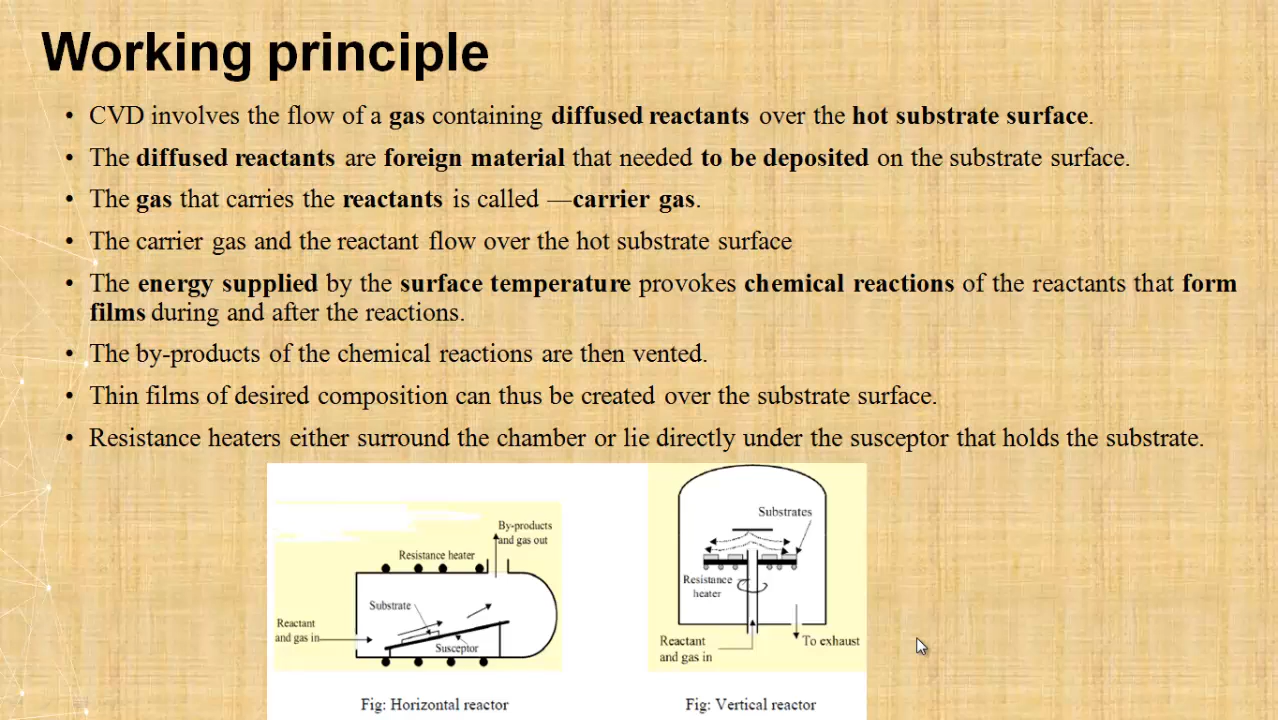 Working principle
• CVD involves the flow of a gas containing diffused reactants over the hot substrate surface.
• The diffused reactants are foreign material that needed to be deposited on the substrate surface.
• The gas that carries the reactants is called —carrier gas.
• The carrier gas and the reactant flow over the hot substrate surface
• The energy supplied by the surface temperature provokes chemical reactions of the reactants that form
films during and after the reactions.
• The by-products of the chemical reactions are then vented.
• Thin films of desired composition can thus be created over the substrate surface.
• Resistance heaters either surround the chamber or lie directly under the susceptor that holds the substrate.
By-products
and gas out
Resistance heater
Substrate
Reactant
and gas in
Susceptor
Fig: Horizontal reactor
Substrates
Resistance
heater
Reactant
and gas in
To exhaust
Fig: Vertical reactor